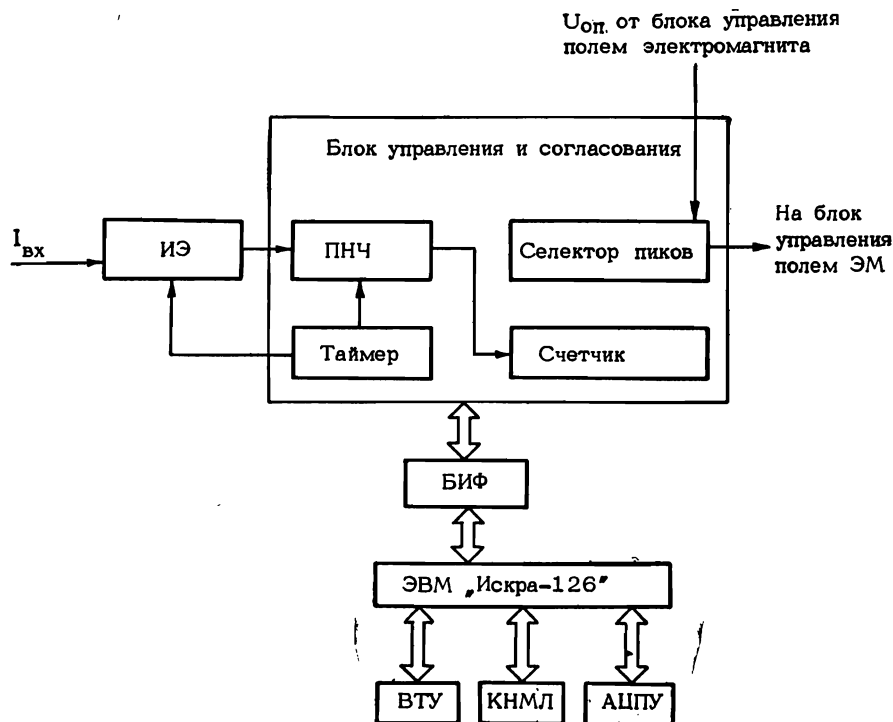 Uоп. от блока управления
полем электромагнита
Блок управления и согласования
Iвх
ИЭ
ПНЧ
Селектор пиков
На блок
управления
полем ЭМ
Таймер
Счетчик
БИФ
ЭВМ „Искра-126"
ВТУ
КНМЛ
АЦПУ